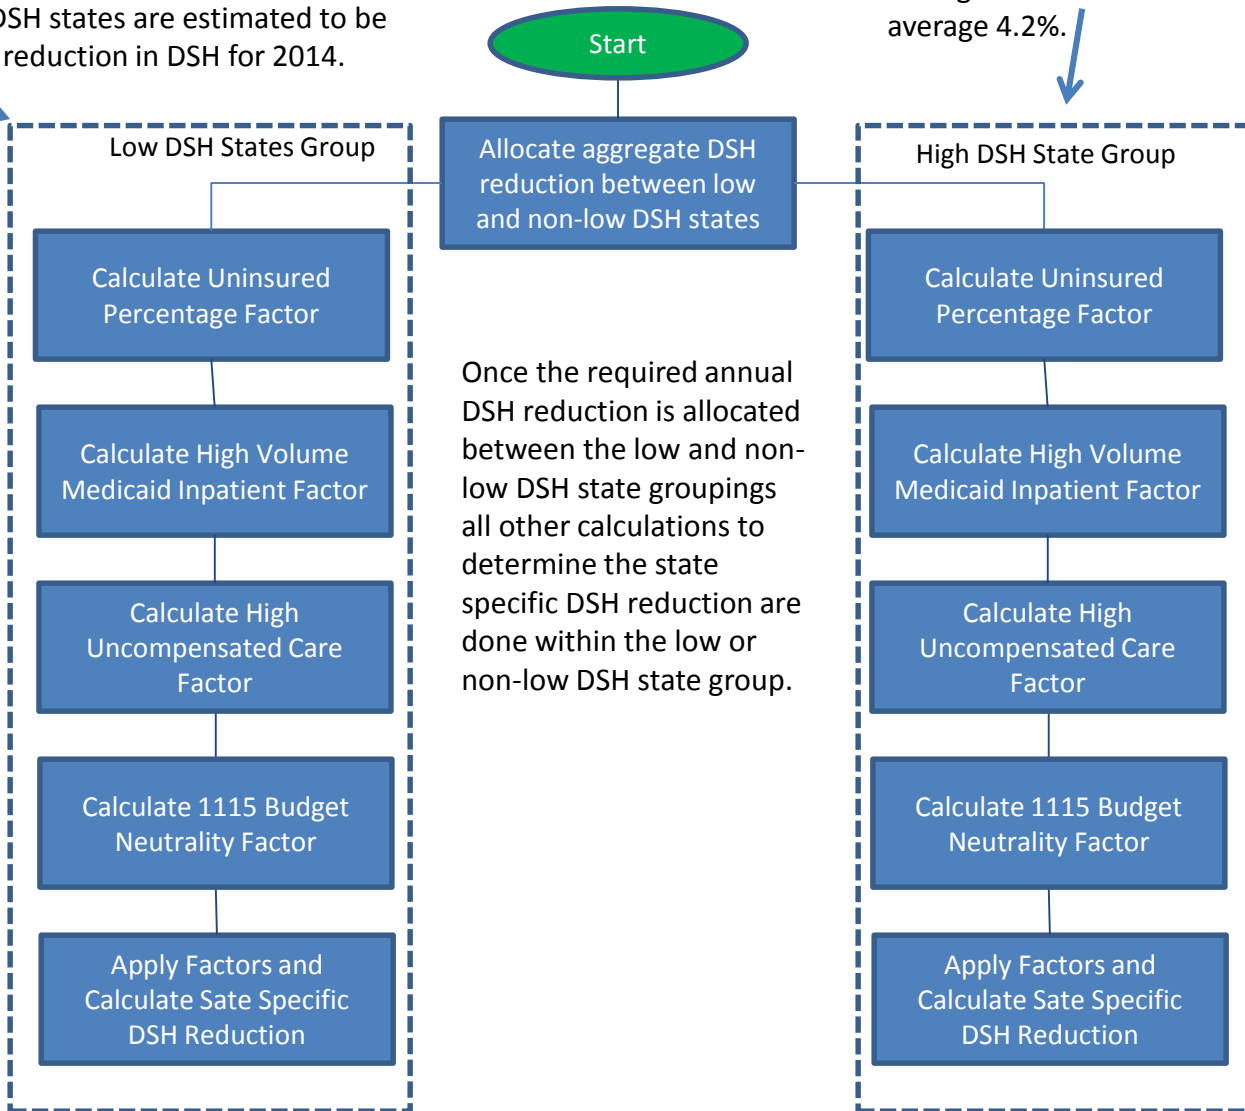 DSH states are estimated to be
reduction in DSH for 2014.
average 4.2%.
Start
Allocate aggregate DSH
reduction between low
and non-low DSH states
Low DSH States Group
Calculate Uninsured
Percentage Factor
Calculate High Volume
Medicaid Inpatient Factor
Calculate High
Uncompensated Care
Factor
Calculate 1115 Budget
Neutrality Factor
Apply Factors and
Calculate Sate Specific
DSH Reduction
Once the required annual
DSH reduction is allocated
between the low and non-
low DSH state groupings
all other calculations to
determine the state
specific DSH reduction are
done within the low or
non-low DSH state group.
High DSH State Group
Calculate Uninsured
Percentage Factor
Calculate High Volume
Medicaid Inpatient Factor
Calculate High
Uncompensated Care
Factor
Calculate 1115 Budget
Neutrality Factor
Apply Factors and
Calculate Sate Specific
DSH Reduction